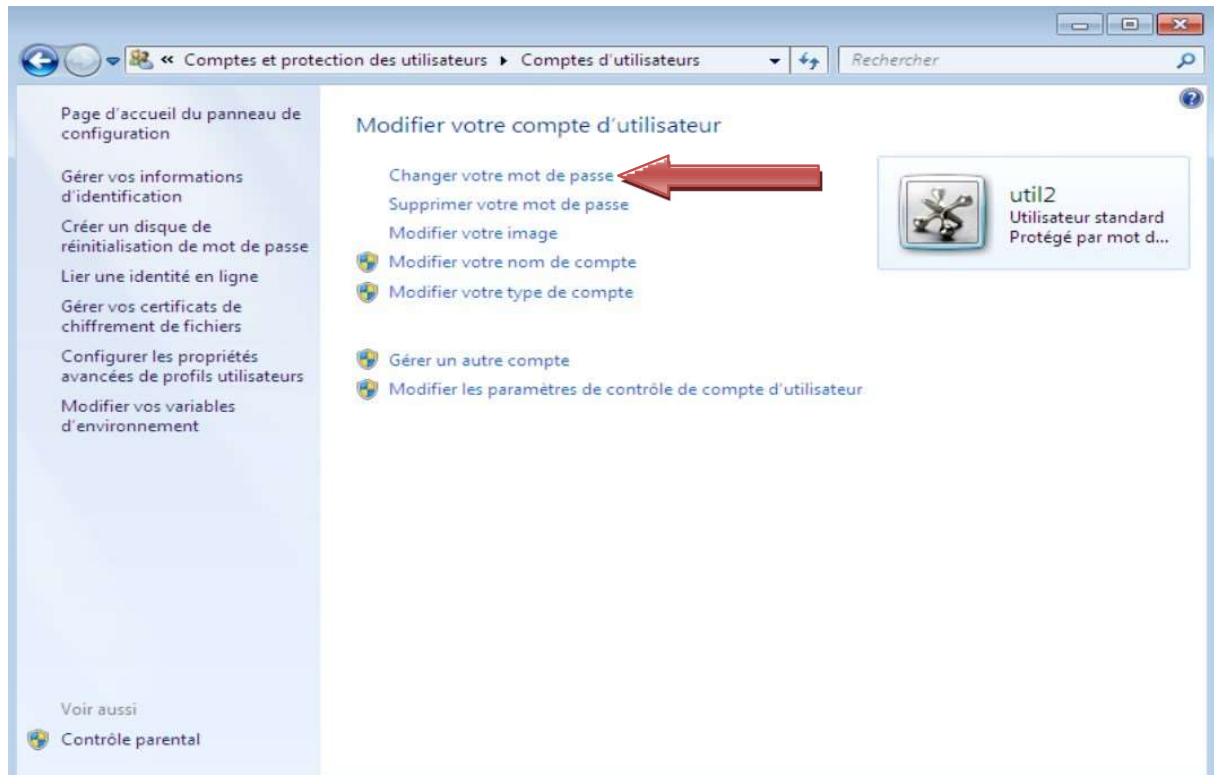 « Comptes et protection des utilisateurs ▸ Comptes d'utilisateurs
Rechercher
Page d'accueil du panneau de
configuration
Gérer vos informations
d'identification
Créer un disque de
réinitialisation de mot de passe
Lier une identité en ligne
Gérer vos certificats de
chiffrement de fichiers
Configurer les propriétés
avancées de profils utilisateurs
Modifier vos variables
d'environnement
Voir aussi
Contrôle parental
Modifier votre compte d'utilisateur
Changer votre mot de passe
Supprimer votre mot de passe
Modifier votre image
Modifier votre nom de compte
Modifier votre type de compte
Gérer un autre compte
Modifier les paramètres de contrôle de compte d'utilisateur
util2
Utilisateur standard
Protégé par mot d...